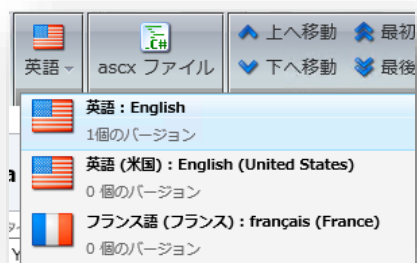 C#
上へ移動 最初
英語 ascx ファイル 下へ移動 最後
英語 : English
1個のバージョン
英語 (米国) : English (United States)
0 個のバージョン
フランス語 (フランス) : français (France)
0 個のバージョン
a
Y